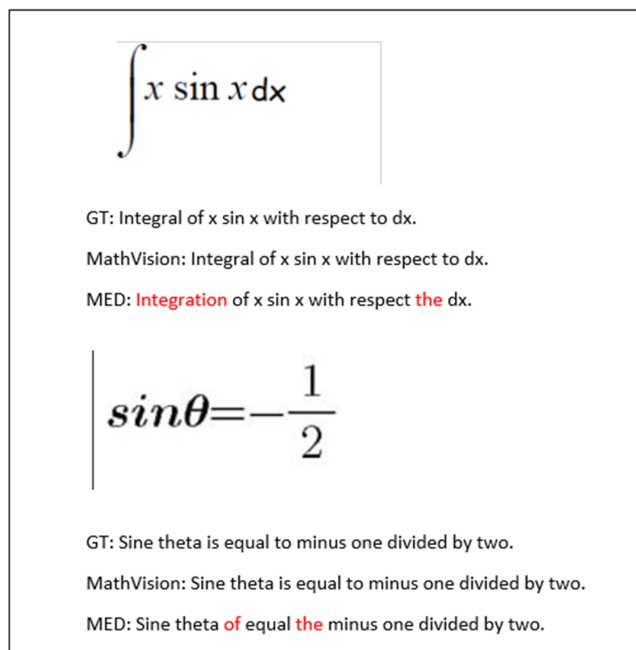 ∫x sin x dx
GT: Integral of x sin x with respect to dx.
MathVision: Integral of x sin x with respect to dx.
MED: Integration of x sin x with respect the dx.
sinθ=−1/2
GT: Sine theta is equal to minus one divided by two.
MathVision: Sine theta is equal to minus one divided by two.
MED: Sine theta of equal the minus one divided by two.